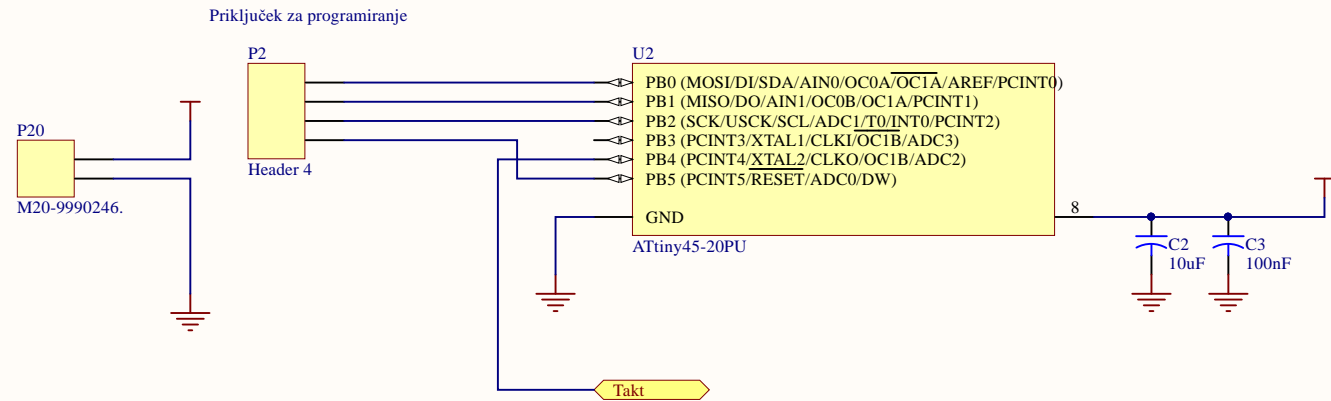 Priključek za programiranje
P2
Header 4
P20
M20-9990246.
U2
PB0 (MOSI/DI/SDA/AIN0/OC0A/OC1A/AREF/PCINT0)
PB1 (MISO/DO/AIN1/OC0B/OC1A/PCINT1)
PB2 (SCK/USCK/SCL/ADC1/T0/INT0/PCINT2)
PB3 (PCINT3/XTAL1/CLKI/OC1B/ADC3)
PB4 (PCINT4/XTAL2/CLKO/OC1B/ADC2)
PB5 (PCINT5/RESET/ADC0/DW)
GND
8
ATtiny45-20PU
C2
10uF
C3
100nF
Takt